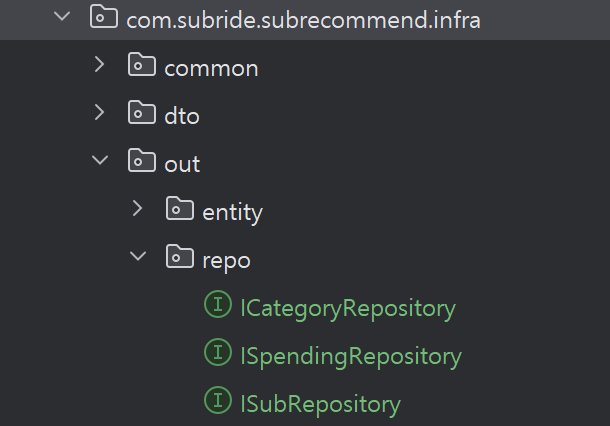 com.subride.subrecommend.infra
common
dto
out
entity
repo
ICategoryRepository
ISpendingRepository
ISubRepository